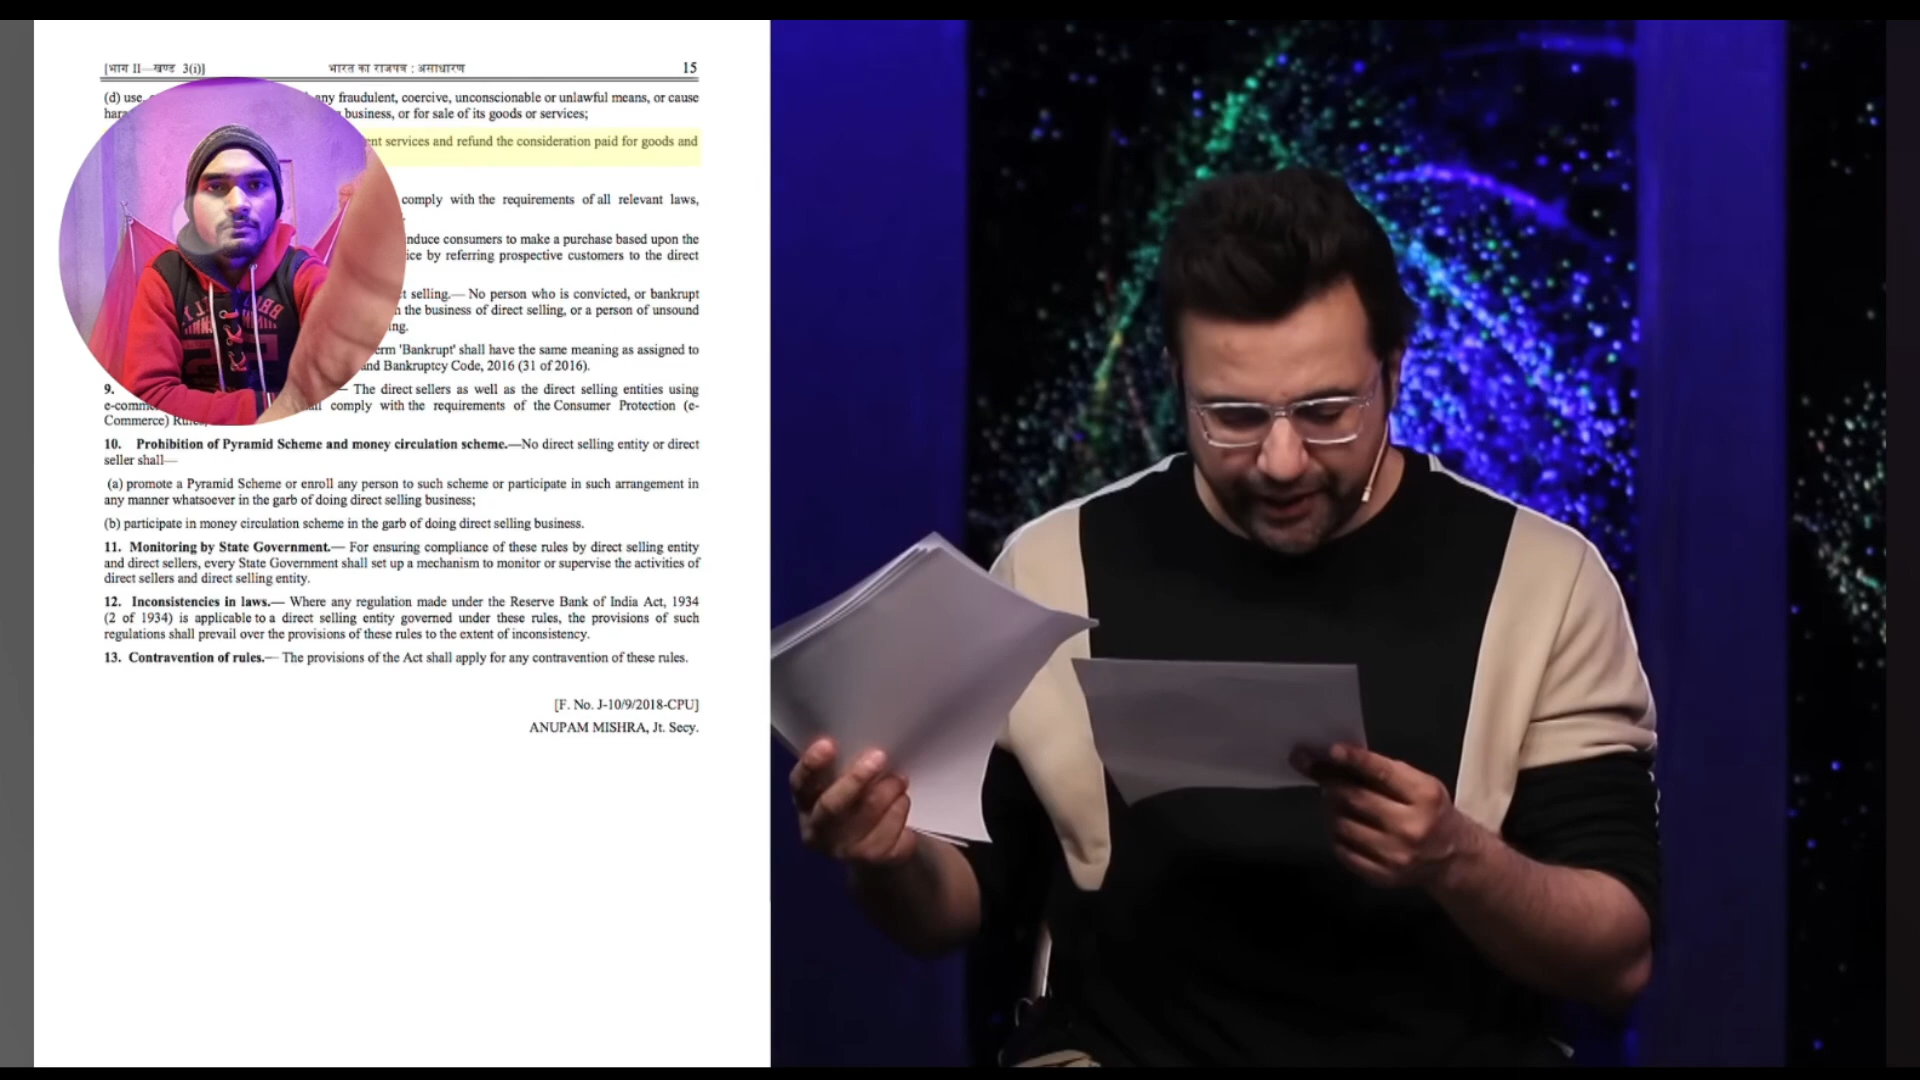 [भाग II—खण्ड 3(i)] भारत का राजपत्र : असाधारण 15
(d) use any fraudulent, coercive, unconscionable or unlawful means, or cause
business, or for sale of its goods or services;
services and refund the consideration paid for goods and
comply with the requirements of all relevant laws,
consumers to make a purchase based upon the
by referring prospective customers to the direct
selling.— No person who is convicted, or bankrupt
the business of direct selling, or a person of unsound
'Bankrupt' shall have the same meaning as assigned to
and Bankruptcy Code, 2016 (31 of 2016).
9. — The direct sellers as well as the direct selling entities using
comply with the requirements of the Consumer Protection (e-
Commerce)
10. Prohibition of Pyramid Scheme and money circulation scheme.—No direct selling entity or direct
seller shall—
(a) promote a Pyramid Scheme or enroll any person to such scheme or participate in such arrangement in
any manner whatsoever in the garb of doing direct selling business;
(b) participate in money circulation scheme in the garb of doing direct selling business.
11. Monitoring by State Government.— For ensuring compliance of these rules by direct selling entity
and direct sellers, every State Government shall set up a mechanism to monitor or supervise the activities of
direct sellers and direct selling entity.
12. Inconsistencies in laws.— Where any regulation made under the Reserve Bank of India Act, 1934
(2 of 1934) is applicable to a direct selling entity governed under these rules, the provisions of such
regulations shall prevail over the provisions of these rules to the extent of inconsistency.
13. Contravention of rules.— The provisions of the Act shall apply for any contravention of these rules.
[F. No. J-10/9/2018-CPU]
ANUPAM MISHRA, Jt. Secy.